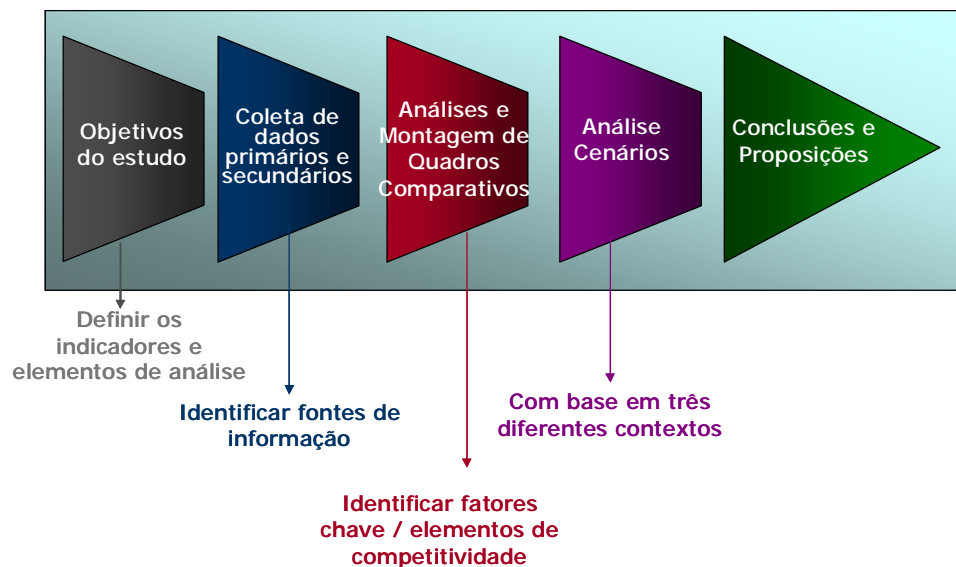 Objetivos
do estudo
Coleta de
dados
primários e
secundários
Análises e
Montagem de
Quadros
Comparativos
Análise
Cenários
Conclusões e
Proposições
Definir os
indicadores e
elementos de análise
Identificar fontes de
informação
Identificar fatores
chave / elementos de
competitividade
Com base em três
diferentes contextos